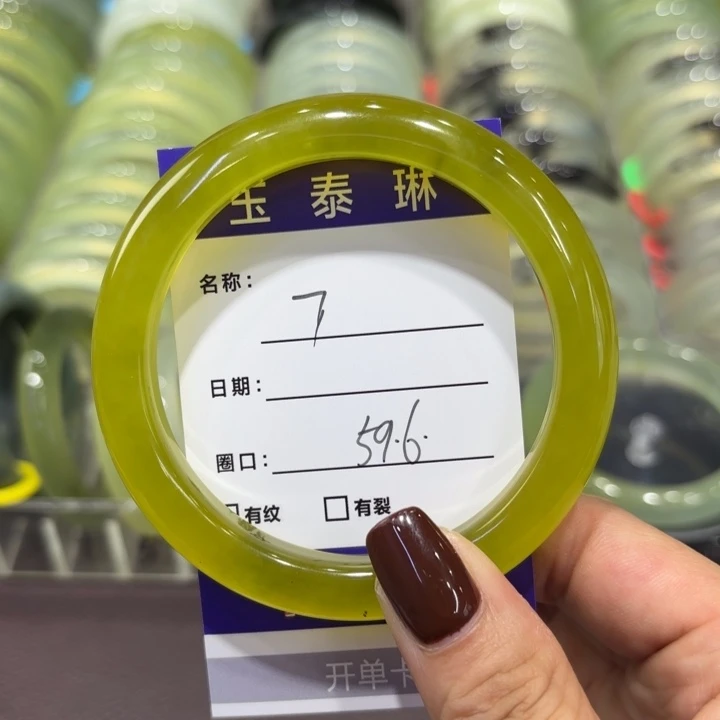 玉泰琳
名称: 7
日期:
圈口: 59.6.
有纹 有裂
开单卡